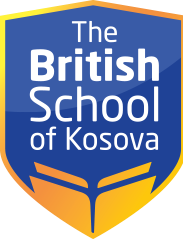 The
British
School
of Kosova